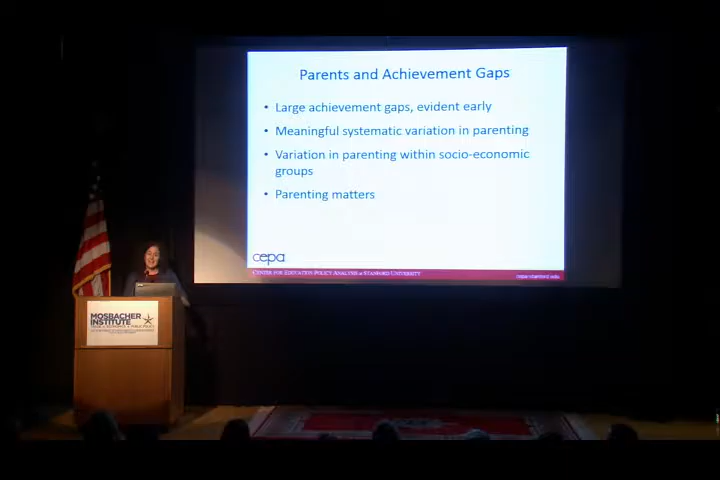 Parents and Achievement Gaps
• Large achievement gaps, evident early
• Meaningful systematic variation in parenting
• Variation in parenting within socio-economic
groups
• Parenting matters
cepa
CENTER FOR EDUCATION POLICY ANALYSIS at STANFORD UNIVERSITY
MOSBACHER
INSTITUTE